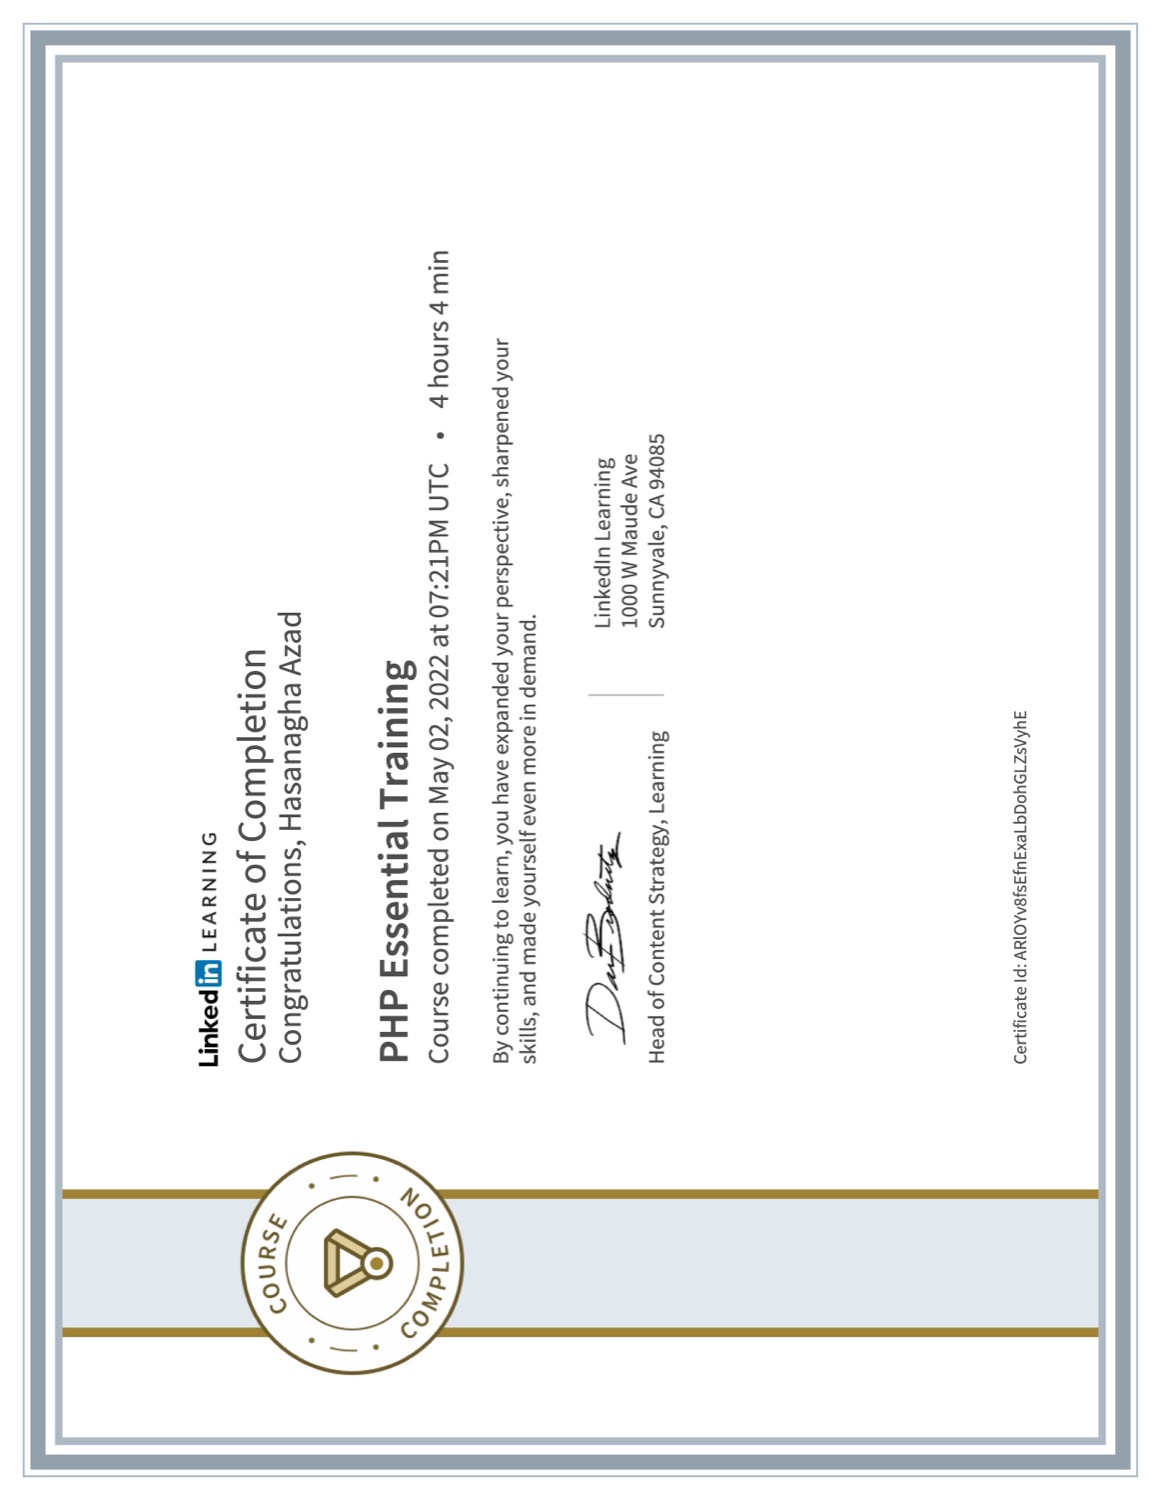 COURSE
COMPLETION
Linkedin LEARNING
Certificate of Completion
Congratulations, Hasanagha Azad
PHP Essential Training
Course completed on May 02, 2022 at 07:21PM UTC • 4 hours 4 min
By continuing to learn, you have expanded your perspective, sharpened your
skills, and made yourself even more in demand.
Head of Content Strategy, Learning
LinkedIn Learning
1000 W Maude Ave
Sunnyvale, CA 94085
Certificate Id: ARlOYv8fsEfnExaLbDohGLZsVyhE